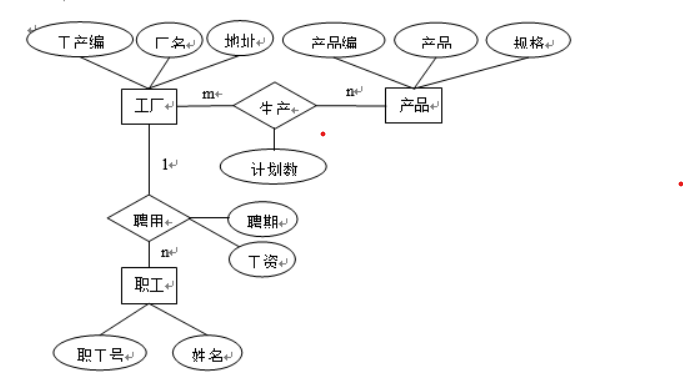 工产编 厂名 地址 产品编 产品 规格
工厂 m 生产 n 产品
计划数
1
聘用 聘期
工资
n
职工
职工号 姓名